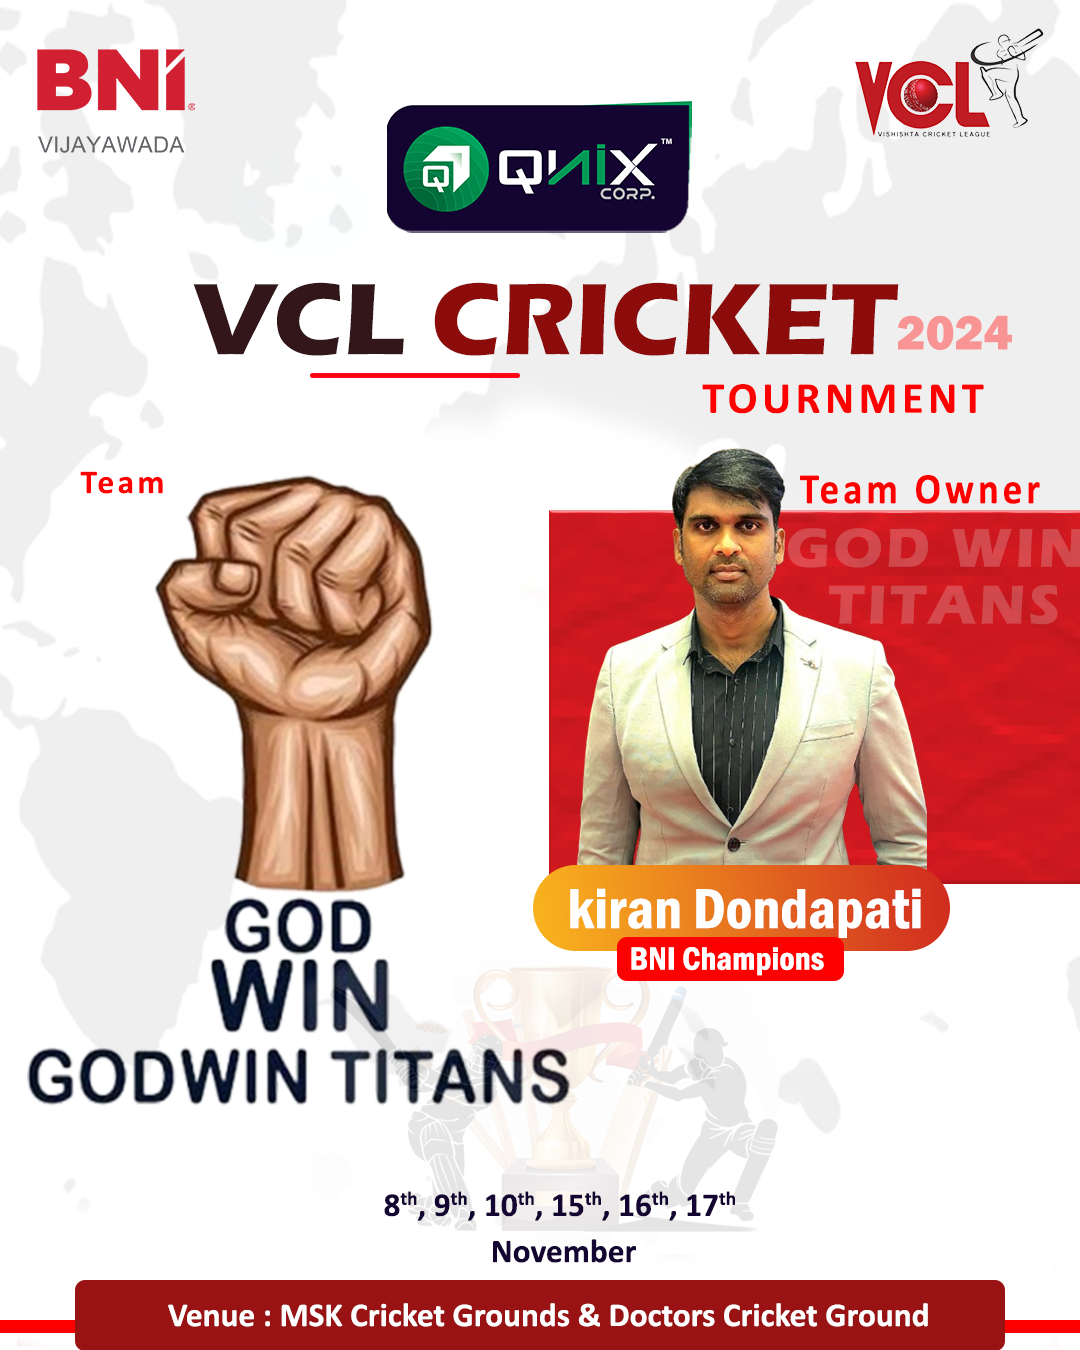 BNI®
VIJAYAWADA
VCL
VISHISHTA CRICKET LEAGUE
Q QNIX™
CORP.
VCL CRICKET 2024
TOURNMENT
Team
Team Owner
GOD WIN
TITANS
kiran Dondapati
BNI Champions
GOD
WIN
GODWIN TITANS
8th, 9th, 10th, 15th, 16th, 17th
November
Venue : MSK Cricket Grounds & Doctors Cricket Ground